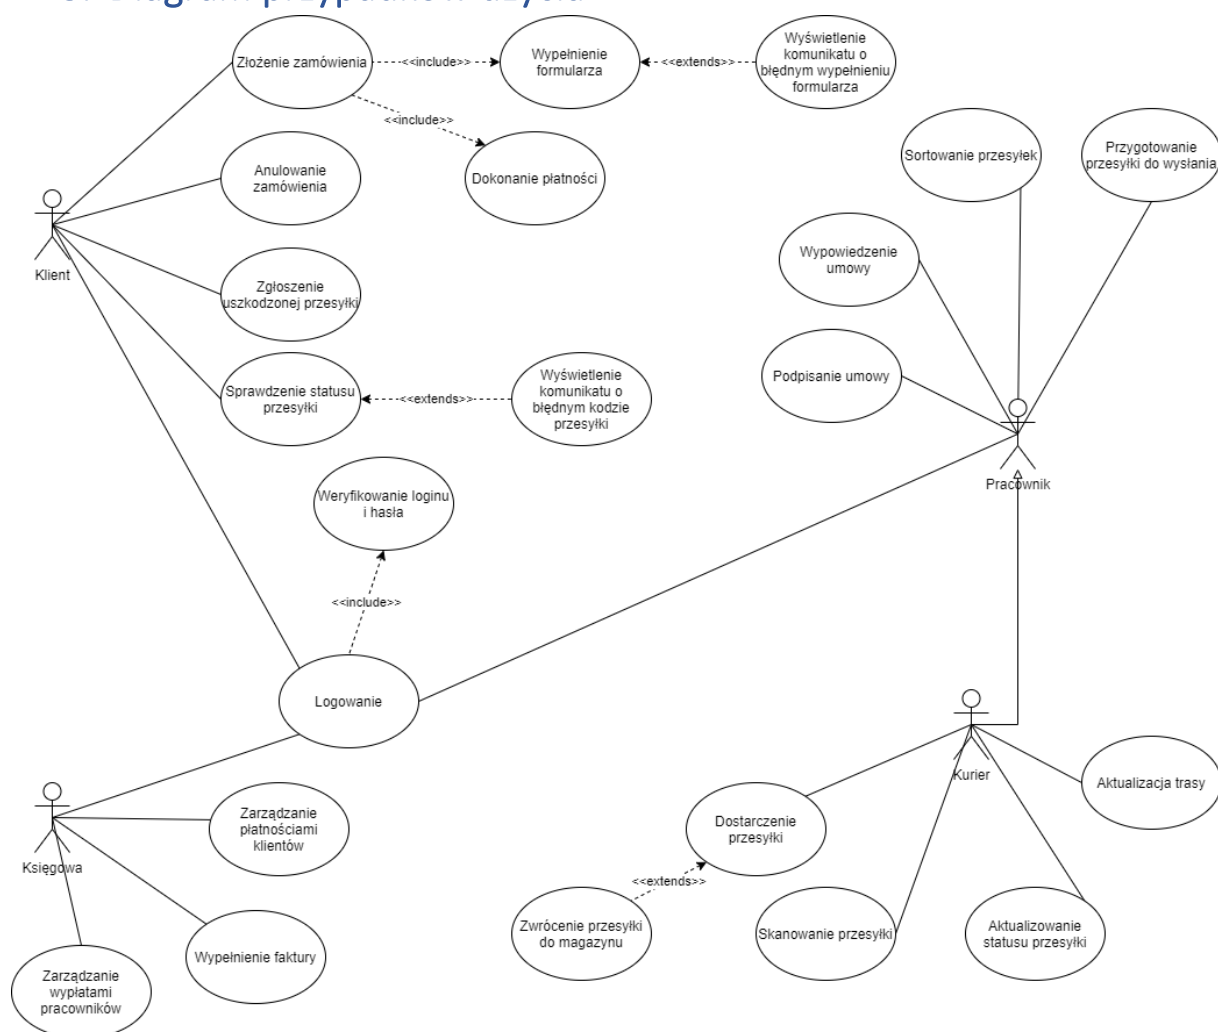 Diagram przypadków użycia
Złożenie zamówienia
<<include>>
Wypełnienie
formularza
<<extends>>
Wyświetlenie
komunikatu o
błędnym wypełnieniu
formularza
<<include>>
Dokonanie płatności
Anulowanie
zamówienia
Sortowanie przesyłek
Przygotowanie
przesyłki do wysłania
Klient
Zgłoszenie
uszkodzonej przesyłki
Wypowiedzenie
umowy
Sprawdzenie statusu
przesyłki
<<extends>>
Wyświetlenie
komunikatu o
błędnym kodzie
przesyłki
Podpisanie umowy
Pracownik
Weryfikowanie loginu
i hasła
<<include>>
Logowanie
Kurier
Aktualizacja trasy
Księgowa
Zarządzanie
płatnościami
klientów
Dostarczenie
przesyłki
<<extends>>
Zwrócenie przesyłki
do magazynu
Skanowanie przesyłki
Aktualizowanie
statusu przesyłki
Wypełnienie faktury
Zarządzanie
wypłatami
pracowników